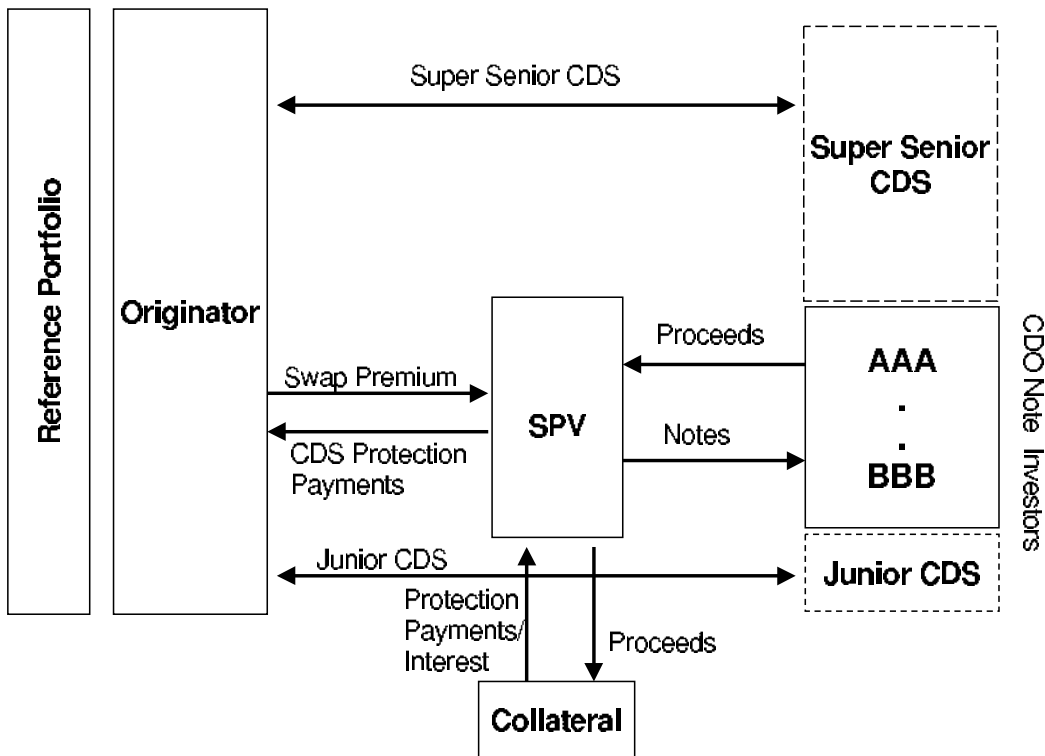 Reference Portfolio
Originator
Super Senior CDS
Super Senior
CDS
Swap Premium
CDS Protection
Payments
SPV
Proceeds
Notes
AAA
.
.
BBB
CDO Note Investors
Junior CDS
Junior CDS
Protection
Payments/
Interest
Proceeds
Collateral